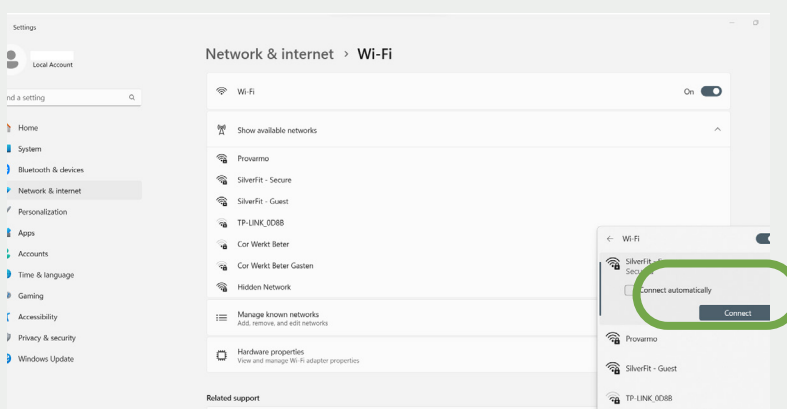 Settings
Local Account
nd a setting
Home
System
Bluetooth & devices
Network & internet
Personalization
Apps
Accounts
Time & language
Gaming
Accessibility
Privacy & security
Windows Update
Network & internet > Wi-Fi
Wi-Fi
On
Show available networks
Provarmo
SilverFit - Secure
SilverFit - Guest
TP-LINK_0D8B
Cor Werkt Beter
Cor Werkt Beter Gasten
Hidden Network
Manage known networks
Add, remove, and edit networks
Hardware properties
View and manage Wi-Fi adapter properties
Related support
Wi-Fi
SilverFit -
Connect automatically
Connect
Provarmo
SilverFit - Guest
TP-LINK_0D8B